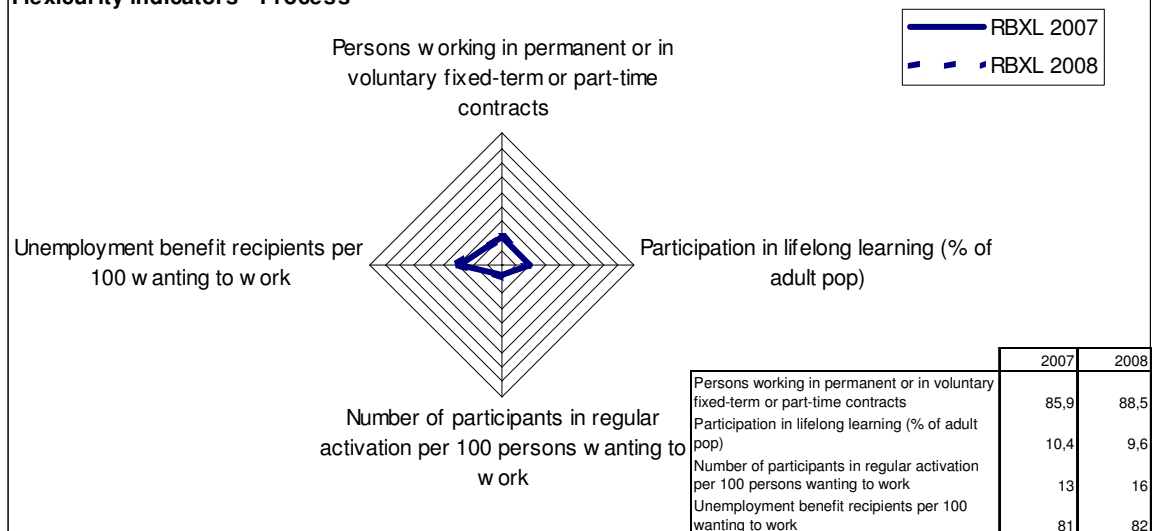 Flexicurity indicators - Process
RBXL 2007
RBXL 2008
Persons working in permanent or in
voluntary fixed-term or part-time
contracts
Unemployment benefit recipients per
100 wanting to work
Participation in lifelong learning (% of
adult pop)
Number of participants in regular
activation per 100 persons wanting to
work
2007 2008
Persons working in permanent or in voluntary
fixed-term or part-time contracts 85,9 88,5
Participation in lifelong learning (% of adult
pop) 10,4 9,6
Number of participants in regular activation
per 100 persons wanting to work 13 16
Unemployment benefit recipients per 100
wanting to work 81 82